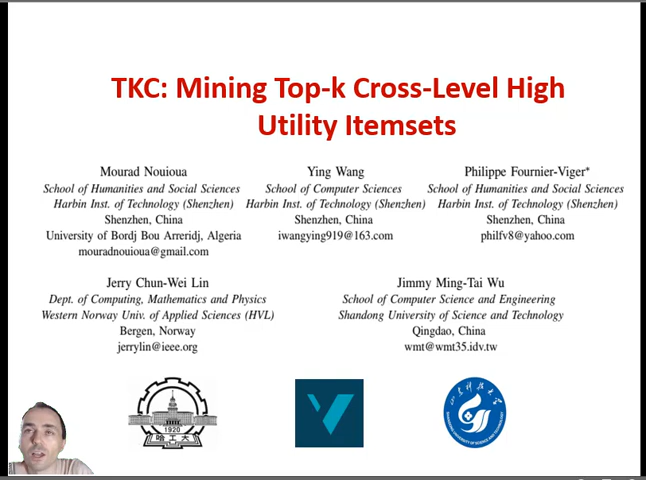 TKC: Mining Top-k Cross-Level High
Utility Itemsets
Mourad Nouioua
School of Humanities and Social Sciences
Harbin Inst. of Technology (Shenzhen)
Shenzhen, China
University of Bordj Bou Arreridj, Algeria
mouradnouioua@gmail.com
Ying Wang
School of Computer Sciences
Harbin Inst. of Technology (Shenzhen)
Shenzhen, China
iwangying919@163.com
Philippe Fournier-Viger*
School of Humanities and Social Sciences
Harbin Inst. of Technology (Shenzhen)
Shenzhen, China
philfv8@yahoo.com
Jerry Chun-Wei Lin
Dept. of Computing, Mathematics and Physics
Western Norway Univ. of Applied Sciences (HVL)
Bergen, Norway
jerrylin@ieee.org
Jimmy Ming-Tai Wu
School of Computer Science and Engineering
Shandong University of Science and Technology
Qingdao, China
wmt@wmt35.idv.tw
1920
哈工大